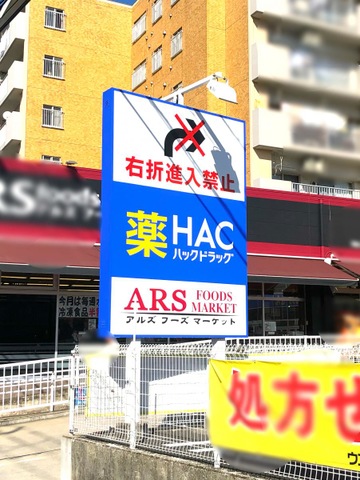 右折進入禁止
薬 HAC
ハックドラッグ
ARS FOODS
MARKET
アルズ フーズ マーケット
今月は毎週
冷凍食品半
処方せ